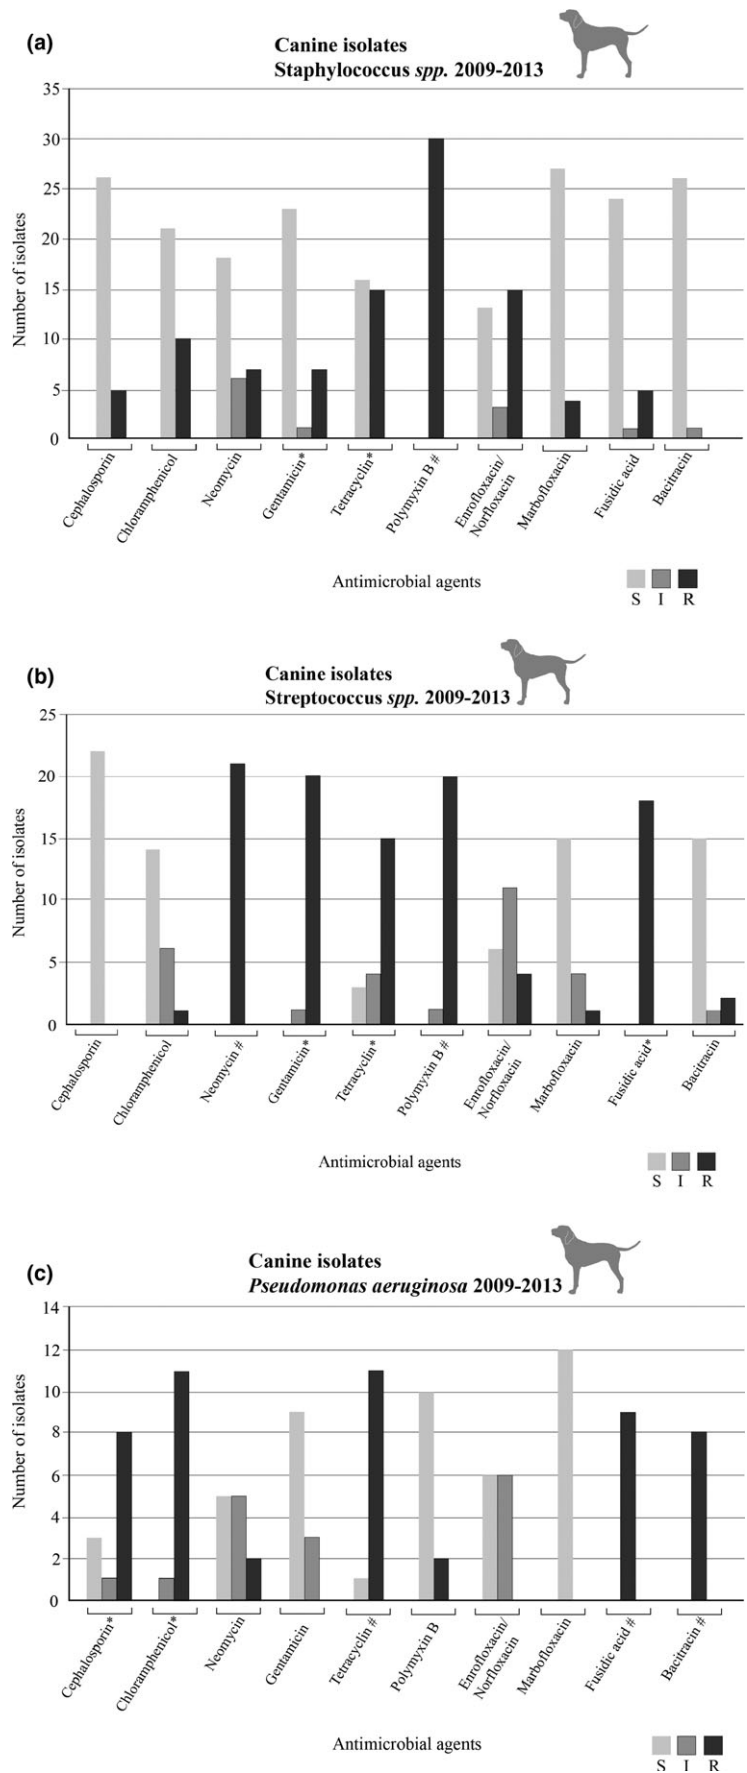 (a)
Canine isolates
Staphylococcus spp. 2009-2013
35
30
25
20
15
10
5
0
Number of isolates
Cephalosporin
Chloramphenicol
Neomycin
Gentamicin*
Tetracyclin*
Polymyxin B #
Enrofloxacin/
Norfloxacin
Marbofloxacin
Fusidic acid
Bacitracin
Antimicrobial agents
S I R
(b)
Canine isolates
Streptococcus spp. 2009-2013
25
20
15
10
5
0
Number of isolates
Cephalosporin
Chloramphenicol
Neomycin #
Gentamicin*
Tetracyclin*
Polymyxin B #
Enrofloxacin/
Norfloxacin
Marbofloxacin
Fusidic acid*
Bacitracin
Antimicrobial agents
S I R
(c)
Canine isolates
Pseudomonas aeruginosa 2009-2013
14
12
10
8
6
4
2
0
Number of isolates
Cephalosporin*
Chloramphenicol*
Neomycin
Gentamicin
Tetracyclin #
Polymyxin B
Enrofloxacin/
Norfloxacin
Marbofloxacin
Fusidic acid #
Bacitracin #
Antimicrobial agents
S I R